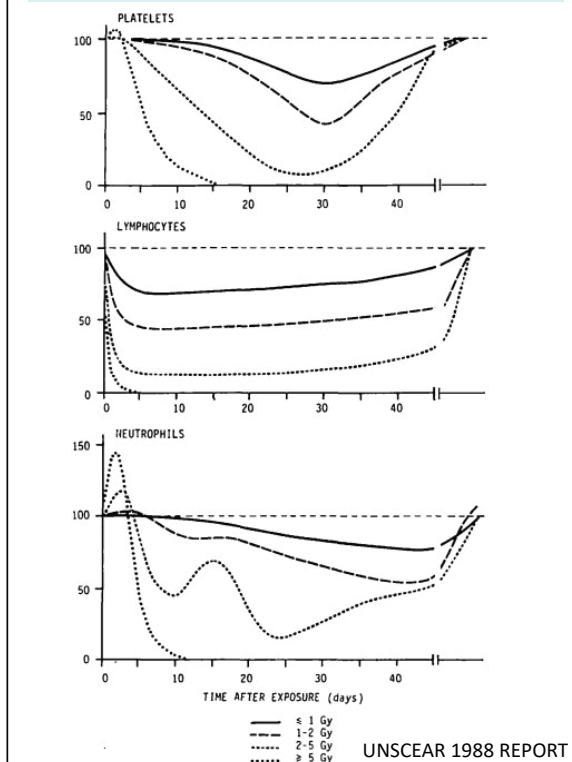 PLATELETS
100
50
0
0 10 20 30 40
LYMPHOCYTES
100
50
0
0 10 20 30 40
NEUTROPHILS
150
100
50
0
0 10 20 30 40
TIME AFTER EXPOSURE (days)
≤ 1 Gy
1-2 Gy
2-5 Gy
≥ 5 Gy
UNSCEAR 1988 REPORT